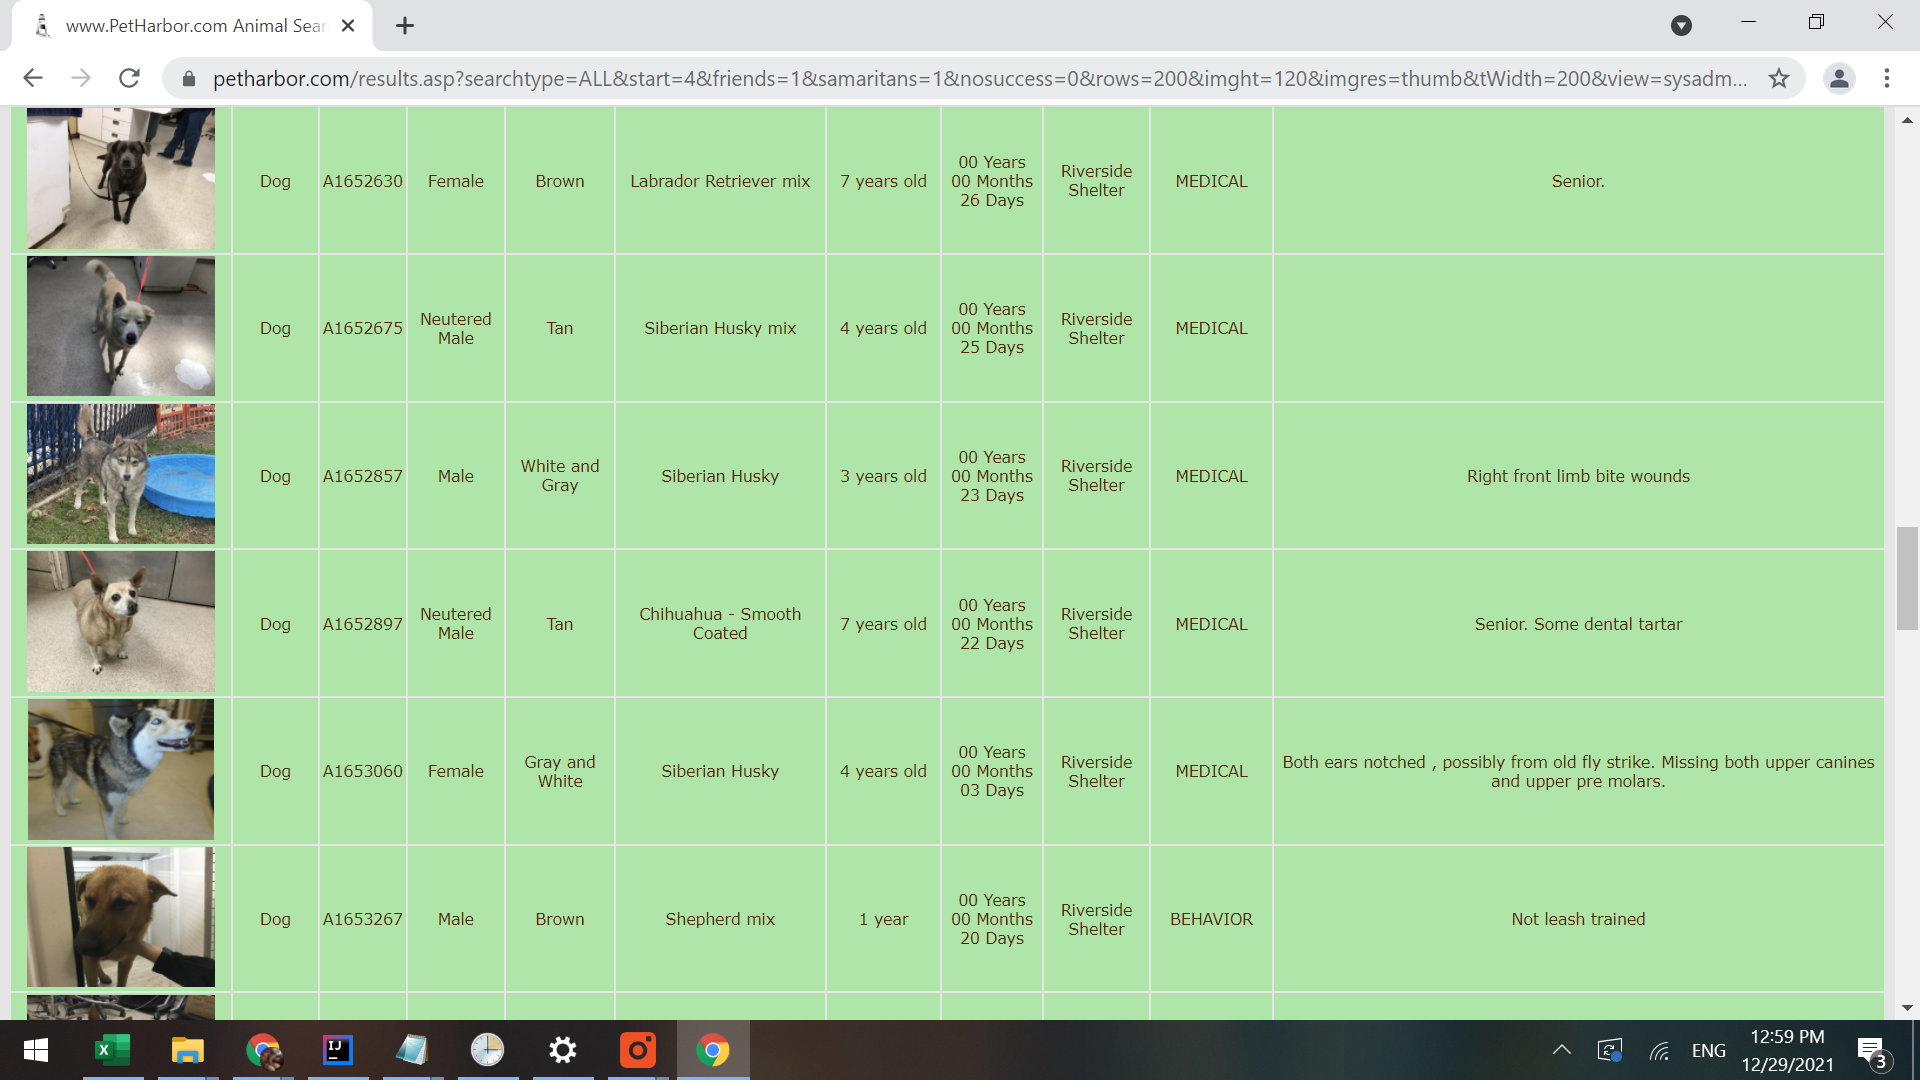 www.PetHarbor.com Animal Sear
petharbor.com/results.asp?searchtype=ALL&start=4&friends=1&samaritans=1&nosuccess=0&rows=200&imght=120&imgres=thumb&tWidth=200&view=sysadm...
Dog A1652630 Female Brown Labrador Retriever mix 7 years old 00 Years 00 Months 26 Days Riverside Shelter MEDICAL Senior.
Dog A1652675 Neutered Male Tan Siberian Husky mix 4 years old 00 Years 00 Months 25 Days Riverside Shelter MEDICAL
Dog A1652857 Male White and Gray Siberian Husky 3 years old 00 Years 00 Months 23 Days Riverside Shelter MEDICAL Right front limb bite wounds
Dog A1652897 Neutered Male Tan Chihuahua - Smooth Coated 7 years old 00 Years 00 Months 22 Days Riverside Shelter MEDICAL Senior. Some dental tartar
Dog A1653060 Female Gray and White Siberian Husky 4 years old 00 Years 00 Months 03 Days Riverside Shelter MEDICAL Both ears notched , possibly from old fly strike. Missing both upper canines and upper pre molars.
Dog A1653267 Male Brown Shepherd mix 1 year 00 Years 00 Months 20 Days Riverside Shelter BEHAVIOR Not leash trained
IJ
ENG
12:59 PM
12/29/2021
3